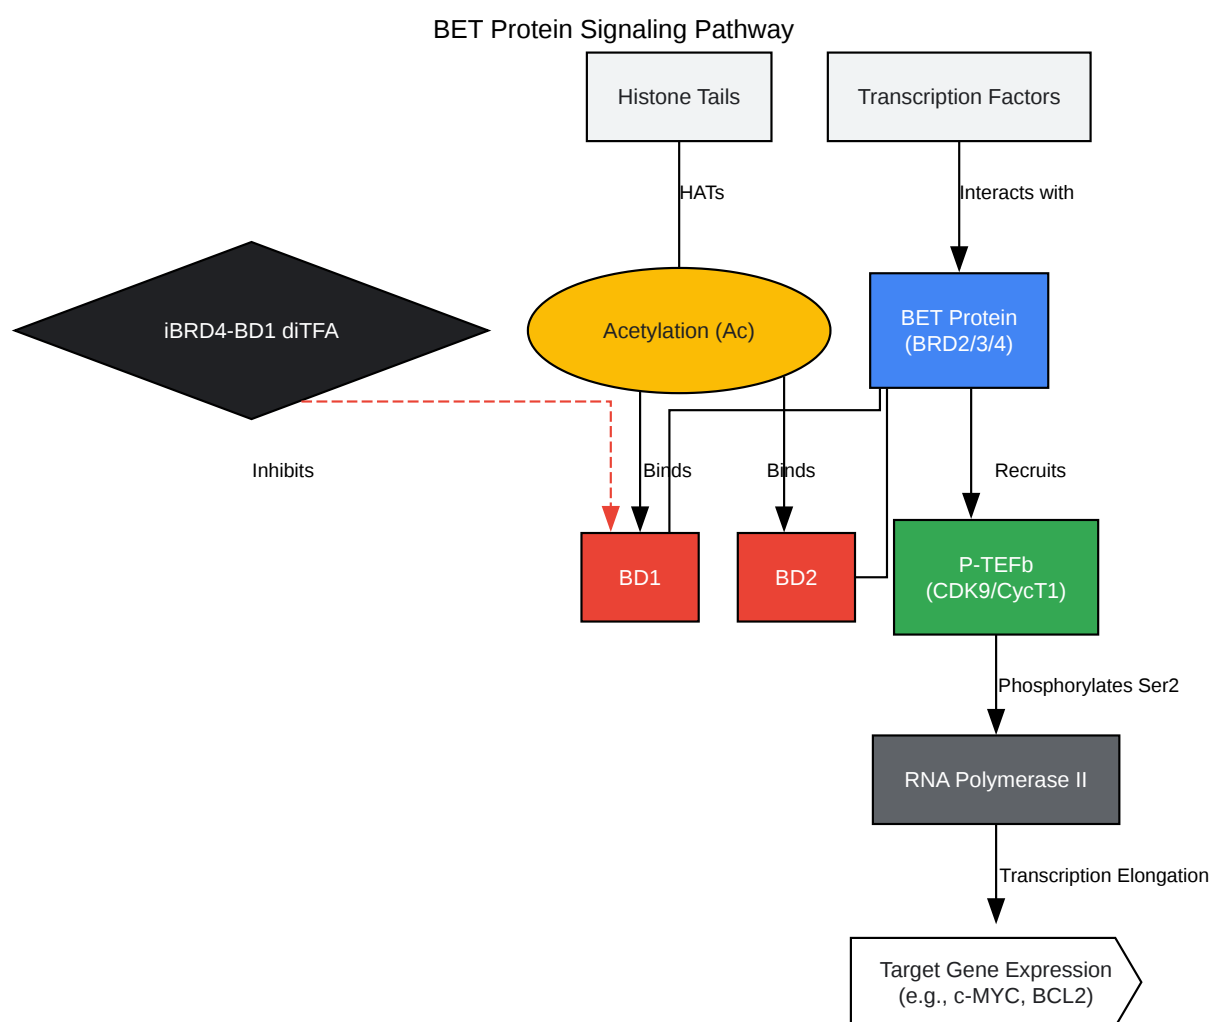 BET Protein Signaling Pathway
Histone Tails
Transcription Factors
HATs
Interacts with
iBRD4-BD1 diTFA
Acetylation (Ac)
BET Protein
(BRD2/3/4)
Inhibits
Binds
Binds
Recruits
BD1
BD2
P-TEFb
(CDK9/CycT1)
Phosphorylates Ser2
RNA Polymerase II
Transcription Elongation
Target Gene Expression
(e.g., c-MYC, BCL2)